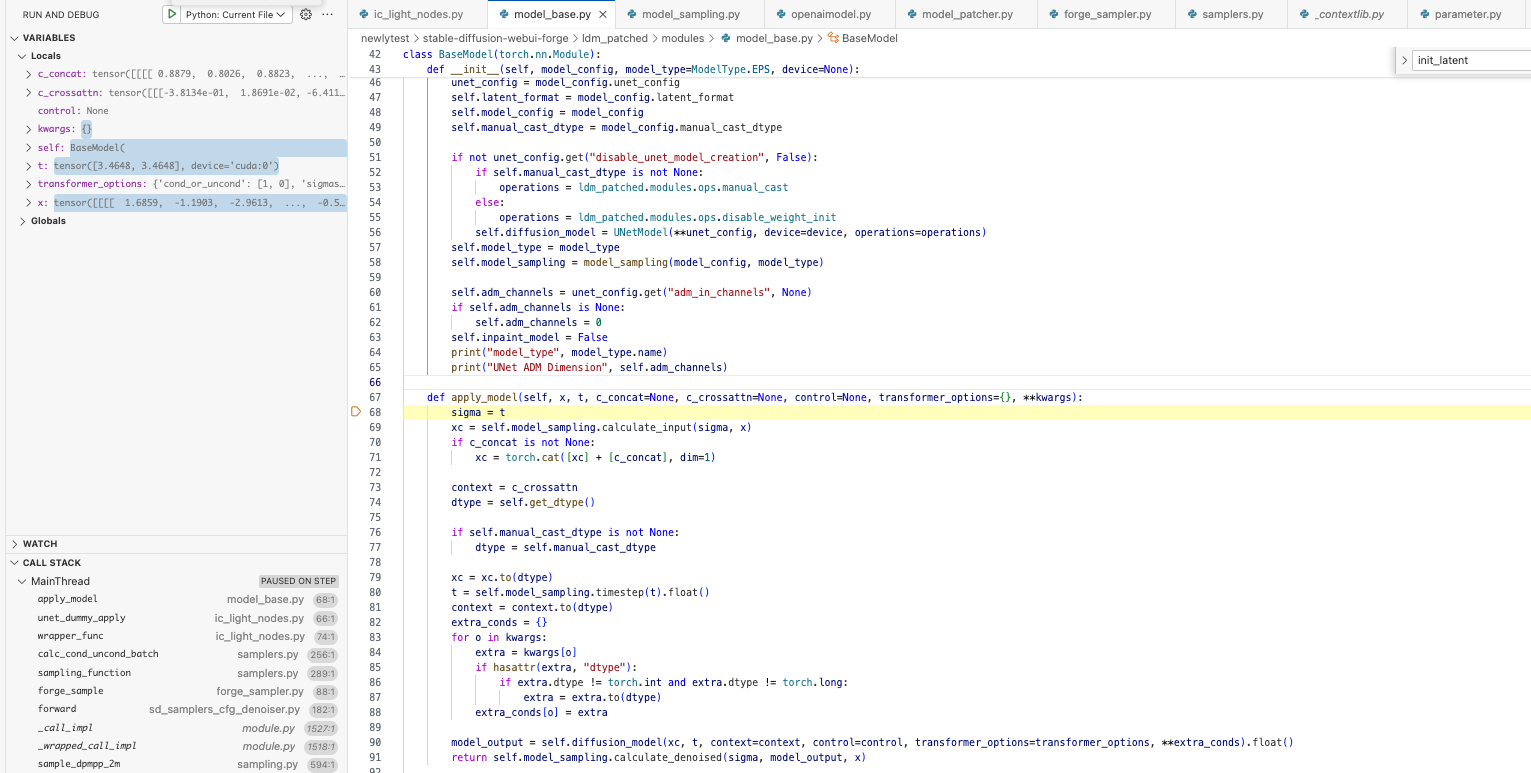 RUN AND DEBUG
Python: Current File
VARIABLES
Locals
c_concat: tensor([[[[ 0.8879, 0.8026, 0.8823, ..., …
c_crossattn: tensor([[[-3.8134e-01, 1.8691e-02, -6.411…
control: None
kwargs: {}
self: BaseModel(
t: tensor([3.4648, 3.4648], device='cuda:0')
transformer_options: {'cond_or_uncond': [1, 0], 'sigmas…
x: tensor([[[[ 1.6859, -1.1903, -2.9613, ..., -0.5…
Globals
WATCH
CALL STACK
MainThread PAUSED ON STEP
apply_model model_base.py 68:1
unet_dummy_apply ic_light_nodes.py 66:1
wrapper_func ic_light_nodes.py 74:1
calc_cond_uncond_batch samplers.py 256:1
sampling_function samplers.py 289:1
forge_sample forge_sampler.py 88:1
forward sd_samplers_cfg_denoiser.py 182:1
_call_impl module.py 1527:1
_wrapped_call_impl module.py 1518:1
sample_dpmpp_2m sampling.py 594:1
ic_light_nodes.py model_base.py model_sampling.py openaimodel.py model_patcher.py forge_sampler.py samplers.py _contextlib.py parameter.py
newlytest > stable-diffusion-webui-forge > ldm_patched > modules > model_base.py > BaseModel
init_latent
42 class BaseModel(torch.nn.Module):
43 def __init__(self, model_config, model_type=ModelType.EPS, device=None):
46 unet_config = model_config.unet_config
47 self.latent_format = model_config.latent_format
48 self.model_config = model_config
49 self.manual_cast_dtype = model_config.manual_cast_dtype
50
51 if not unet_config.get("disable_unet_model_creation", False):
52 if self.manual_cast_dtype is not None:
53 operations = ldm_patched.modules.ops.manual_cast
54 else:
55 operations = ldm_patched.modules.ops.disable_weight_init
56 self.diffusion_model = UNetModel(**unet_config, device=device, operations=operations)
57 self.model_type = model_type
58 self.model_sampling = model_sampling(model_config, model_type)
59
60 self.adm_channels = unet_config.get("adm_in_channels", None)
61 if self.adm_channels is None:
62 self.adm_channels = 0
63 self.inpaint_model = False
64 print("model_type", model_type.name)
65 print("UNet ADM Dimension", self.adm_channels)
66
67 def apply_model(self, x, t, c_concat=None, c_crossattn=None, control=None, transformer_options={}, **kwargs):
68 sigma = t
69 xc = self.model_sampling.calculate_input(sigma, x)
70 if c_concat is not None:
71 xc = torch.cat([xc] + [c_concat], dim=1)
72
73 context = c_crossattn
74 dtype = self.get_dtype()
75
76 if self.manual_cast_dtype is not None:
77 dtype = self.manual_cast_dtype
78
79 xc = xc.to(dtype)
80 t = self.model_sampling.timestep(t).float()
81 context = context.to(dtype)
82 extra_conds = {}
83 for o in kwargs:
84 extra = kwargs[o]
85 if hasattr(extra, "dtype"):
86 if extra.dtype != torch.int and extra.dtype != torch.long:
87 extra = extra.to(dtype)
88 extra_conds[o] = extra
89
90 model_output = self.diffusion_model(xc, t, context=context, control=control, transformer_options=transformer_options, **extra_conds).float()
91 return self.model_sampling.calculate_denoised(sigma, model_output, x)
92